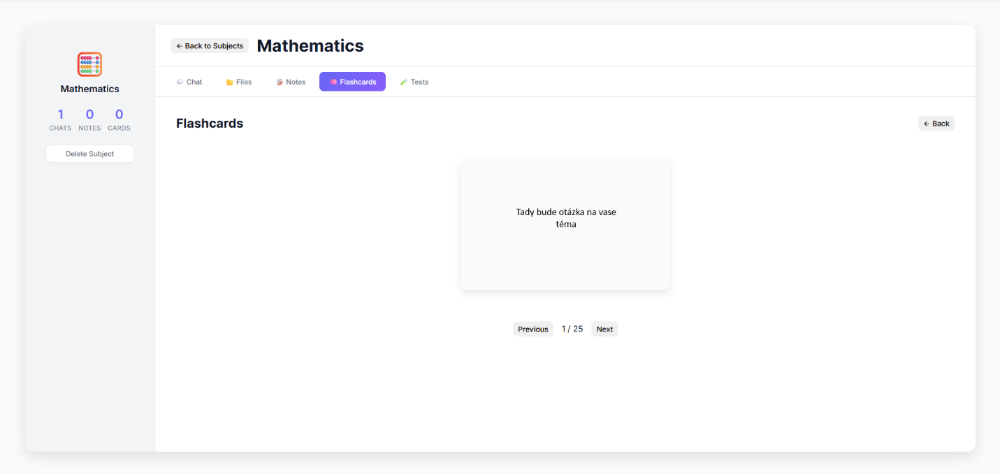 ← Back to Subjects
Mathematics
Mathematics
1 0 0
CHATS NOTES CARDS
Delete Subject
Chat Files Notes Flashcards Tests
Flashcards
← Back
Tady bude otázka na vase
téma
Previous 1 / 25 Next